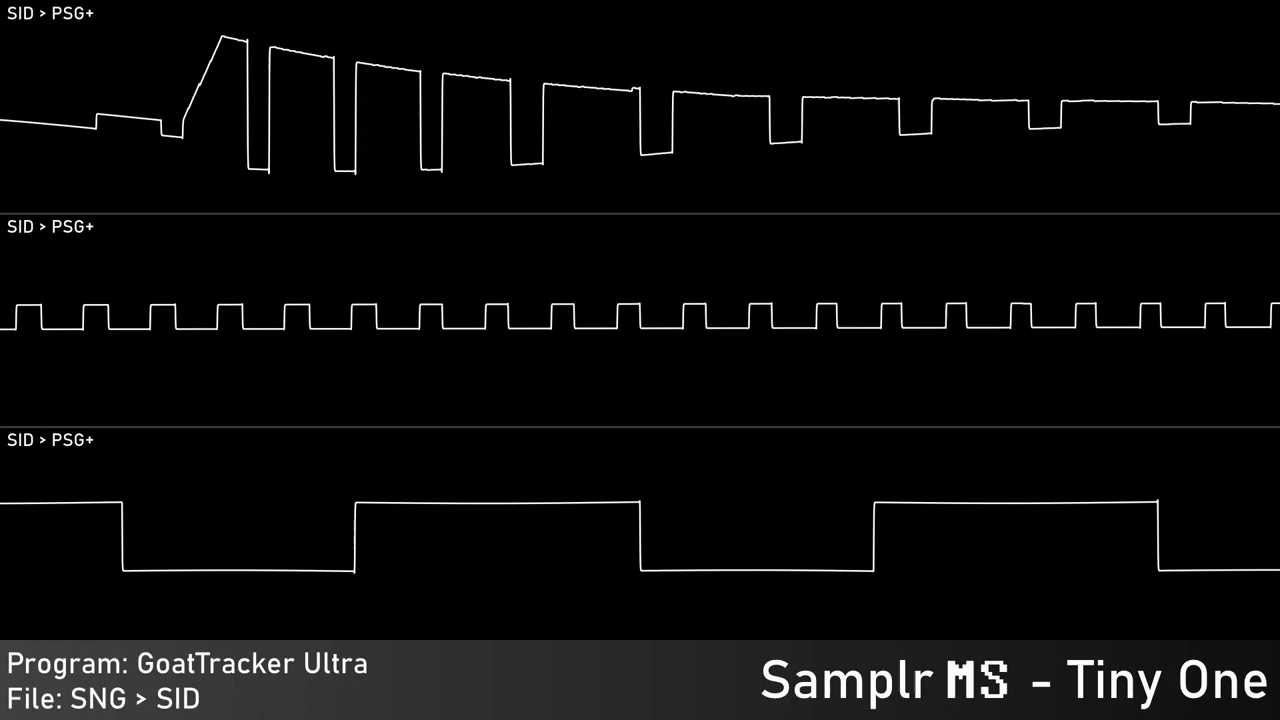 SID > PSG+
SID > PSG+
SID > PSG+
Program: GoatTracker Ultra
File: SNG > SID
Samplr MS - Tiny One